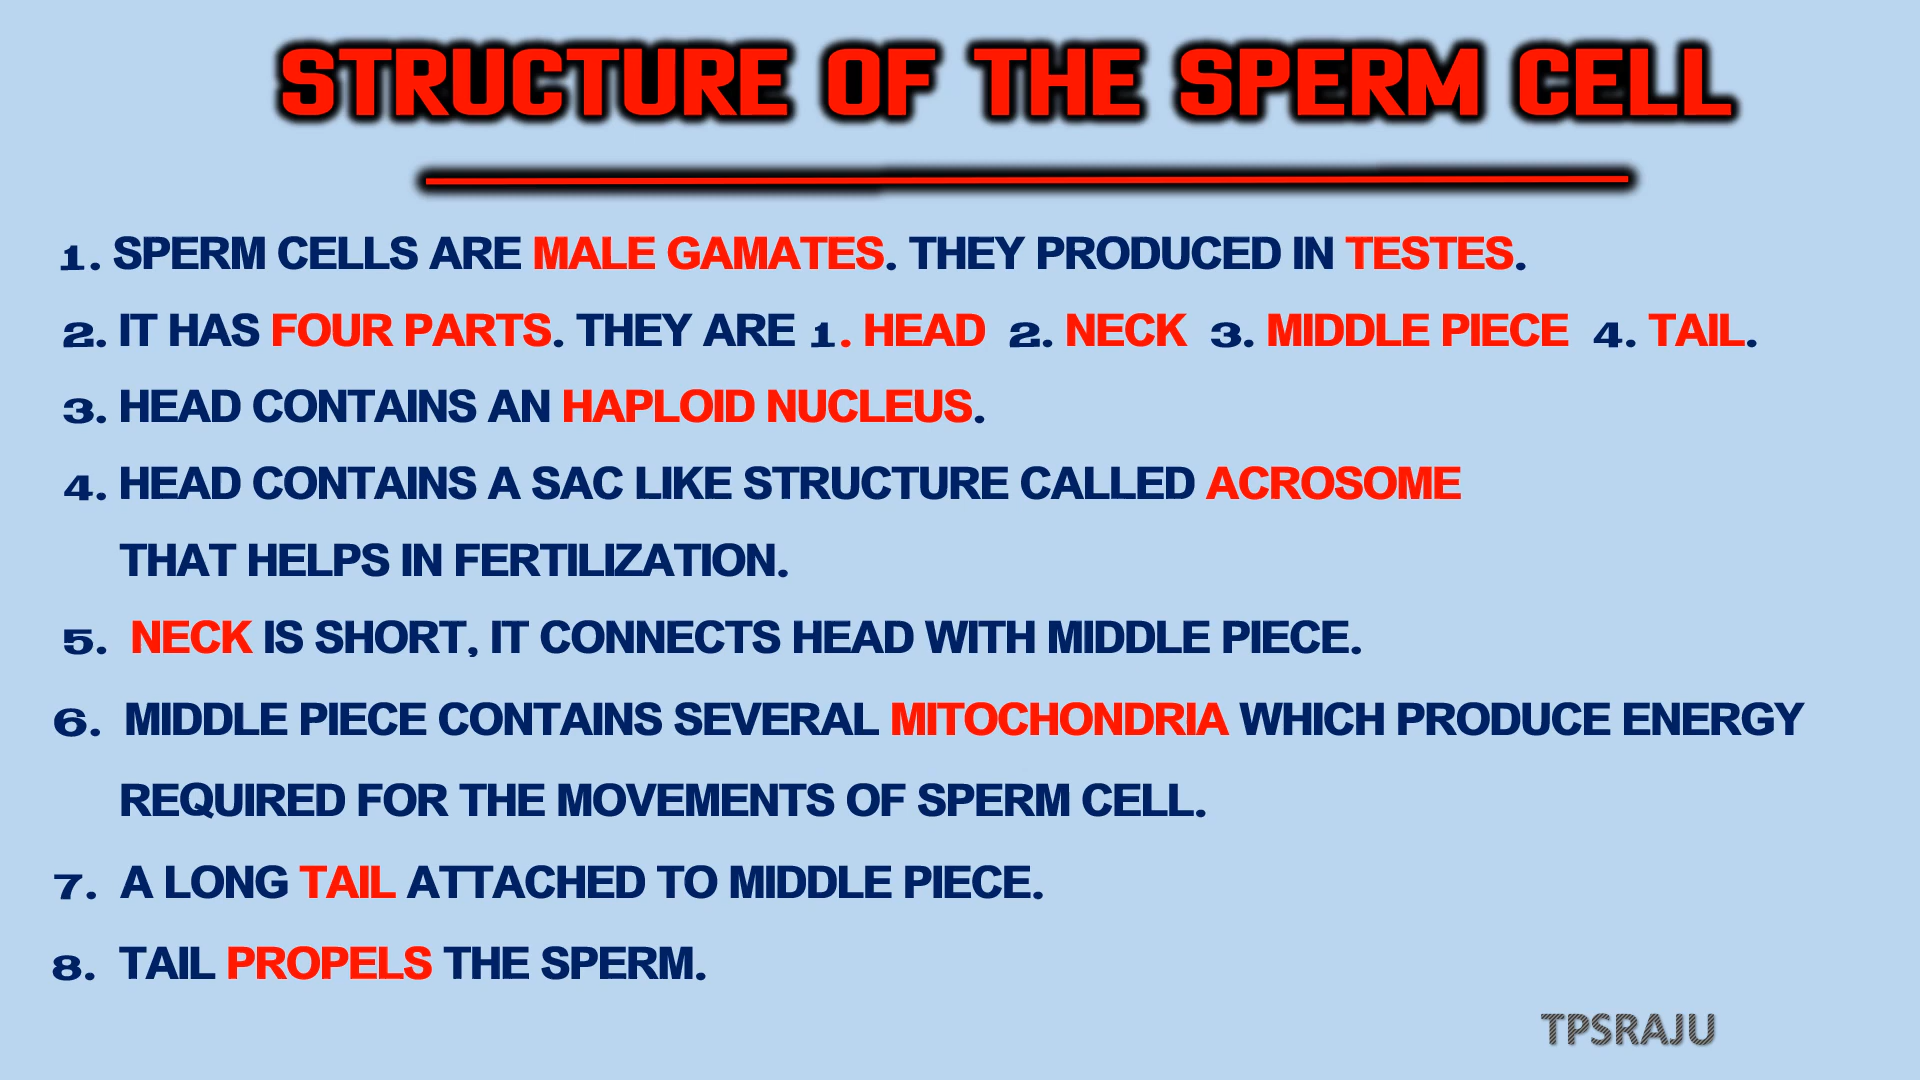 STRUCTURE OF THE SPERM CELL
1. SPERM CELLS ARE MALE GAMATES. THEY PRODUCED IN TESTES.
2. IT HAS FOUR PARTS. THEY ARE 1. HEAD 2. NECK 3. MIDDLE PIECE 4. TAIL.
3. HEAD CONTAINS AN HAPLOID NUCLEUS.
4. HEAD CONTAINS A SAC LIKE STRUCTURE CALLED ACROSOME
THAT HELPS IN FERTILIZATION.
5. NECK IS SHORT, IT CONNECTS HEAD WITH MIDDLE PIECE.
6. MIDDLE PIECE CONTAINS SEVERAL MITOCHONDRIA WHICH PRODUCE ENERGY
REQUIRED FOR THE MOVEMENTS OF SPERM CELL.
7. A LONG TAIL ATTACHED TO MIDDLE PIECE.
8. TAIL PROPELS THE SPERM.
TPSRAJU